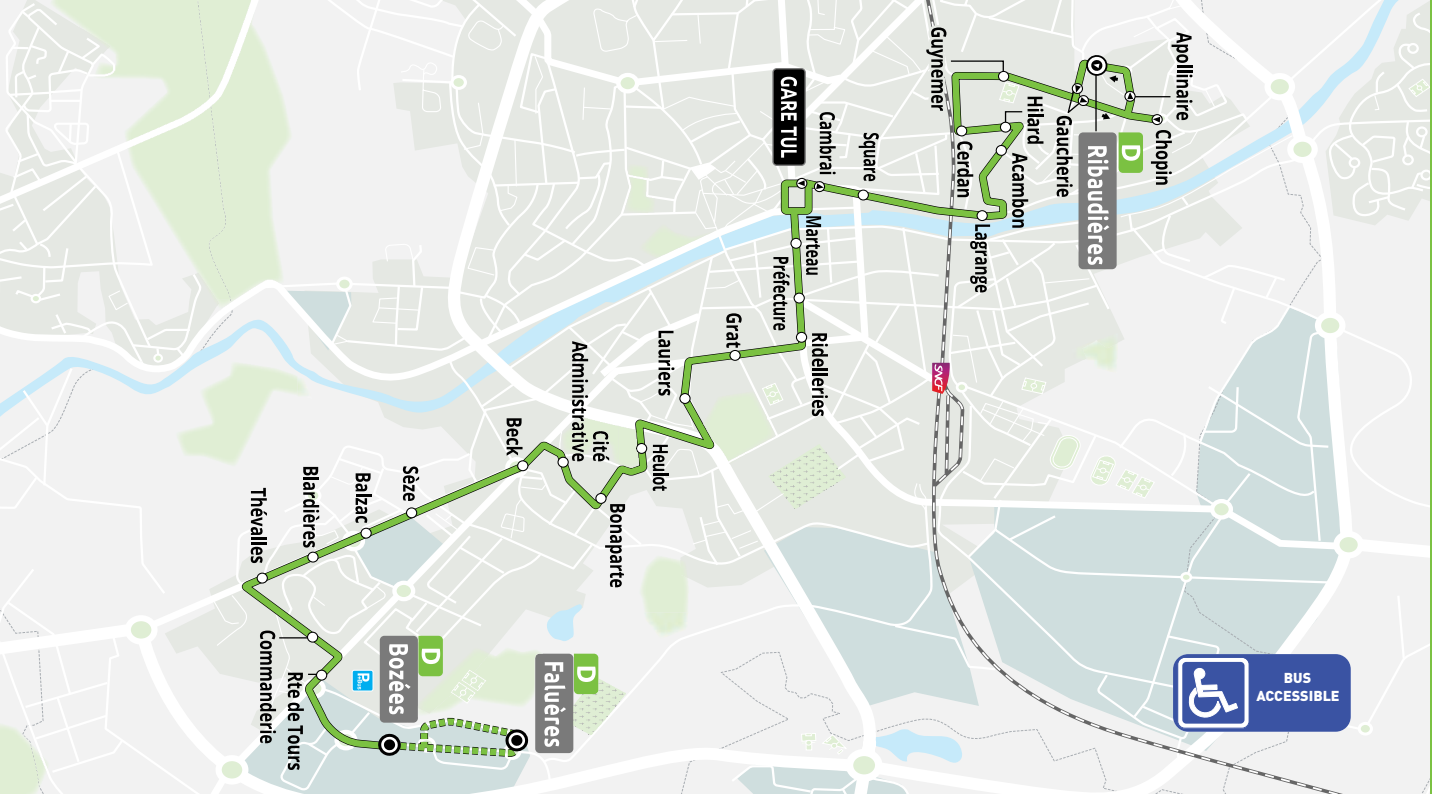 Apollinaire
Chopin
D
Ribaudières
Gaucherie
Guynemer
Hilard
Acambon
Cerdan
Lagrange
Square
Cambrai
GARE TUL
Marteau
Préfecture
Ridelleries
Grat
Lauriers
SNCF
Heulot
Cité
Administrative
Bonaparte
Beck
Sèze
Balzac
Blardières
Thévalles
Commanderie
Rte de Tours
D
Bozées
D
Faluères
BUS
ACCESSIBLE